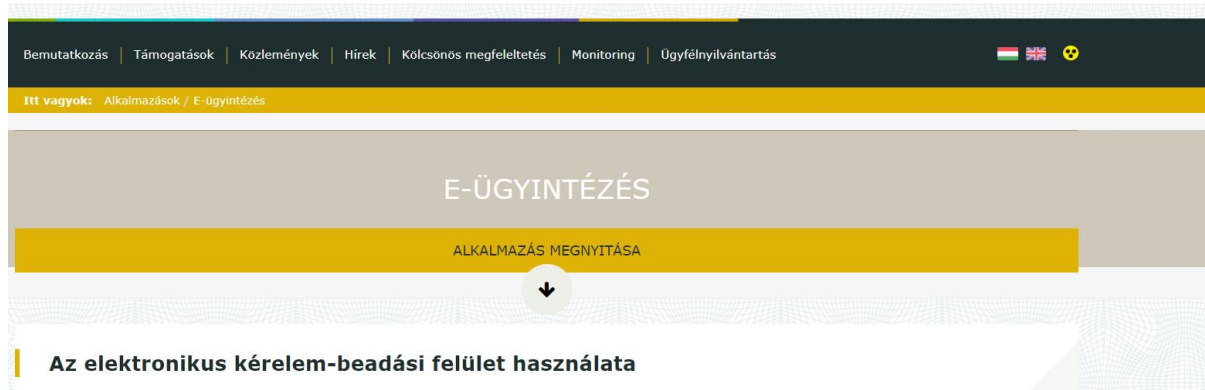 Bemutatkozás | Támogatások | Közlemények | Hírek | Kölcsönös megfeleltetés | Monitoring | Ügyfélnyilvántartás
Itt vagyok: Alkalmazások / E-ügyintézés
E-ÜGYINTÉZÉS
ALKALMAZÁS MEGNYITÁSA
Az elektronikus kérelem-beadási felület használata